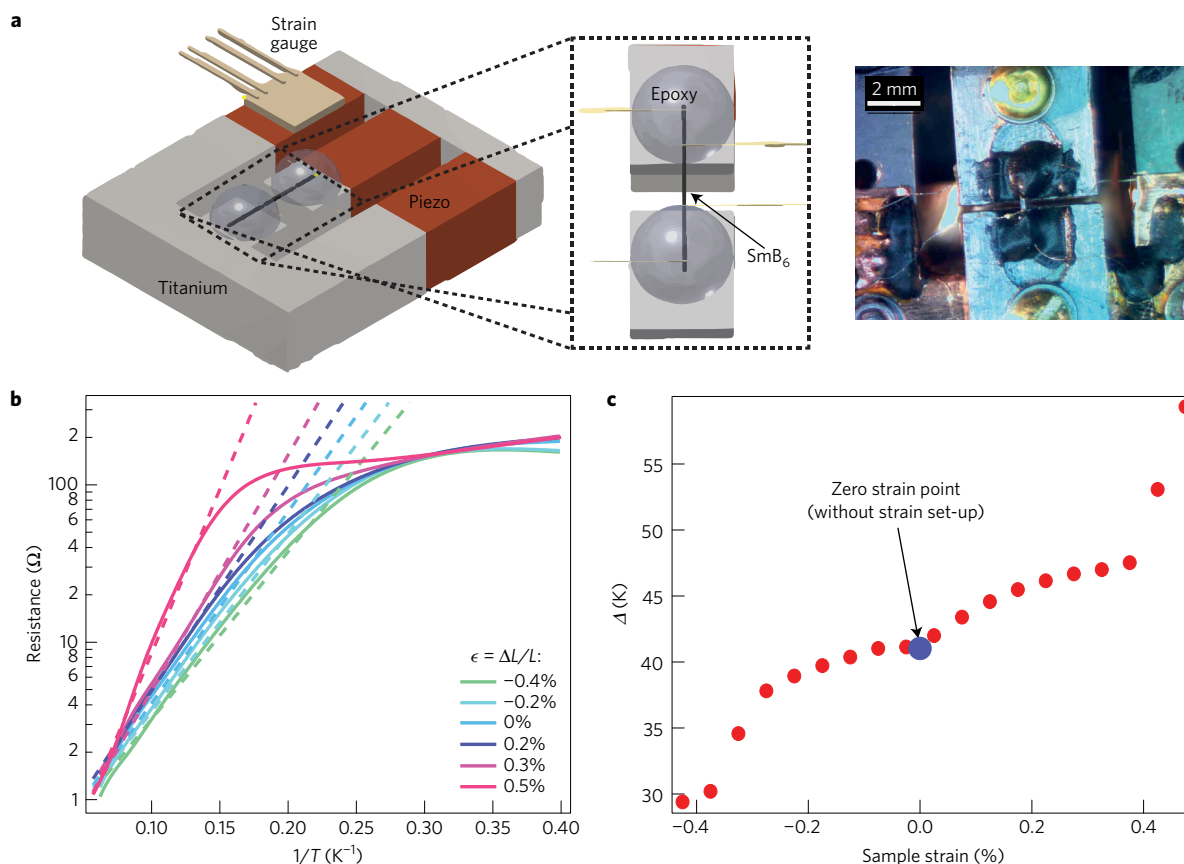 a
Strain
gauge
Piezo
Titanium
Epoxy
SmB₆
2 mm
b
Resistance (Ω)
2
100
8
6
4
2
10
8
6
4
2
1
0.10 0.15 0.20 0.25 0.30 0.35 0.40
1/T (K⁻¹)
ϵ = ΔL/L:
−0.4%
−0.2%
0%
0.2%
0.3%
0.5%
c
Δ (K)
55
50
45
40
35
30
Zero strain point
(without strain set-up)
−0.4 −0.2 0.0 0.2 0.4
Sample strain (%)